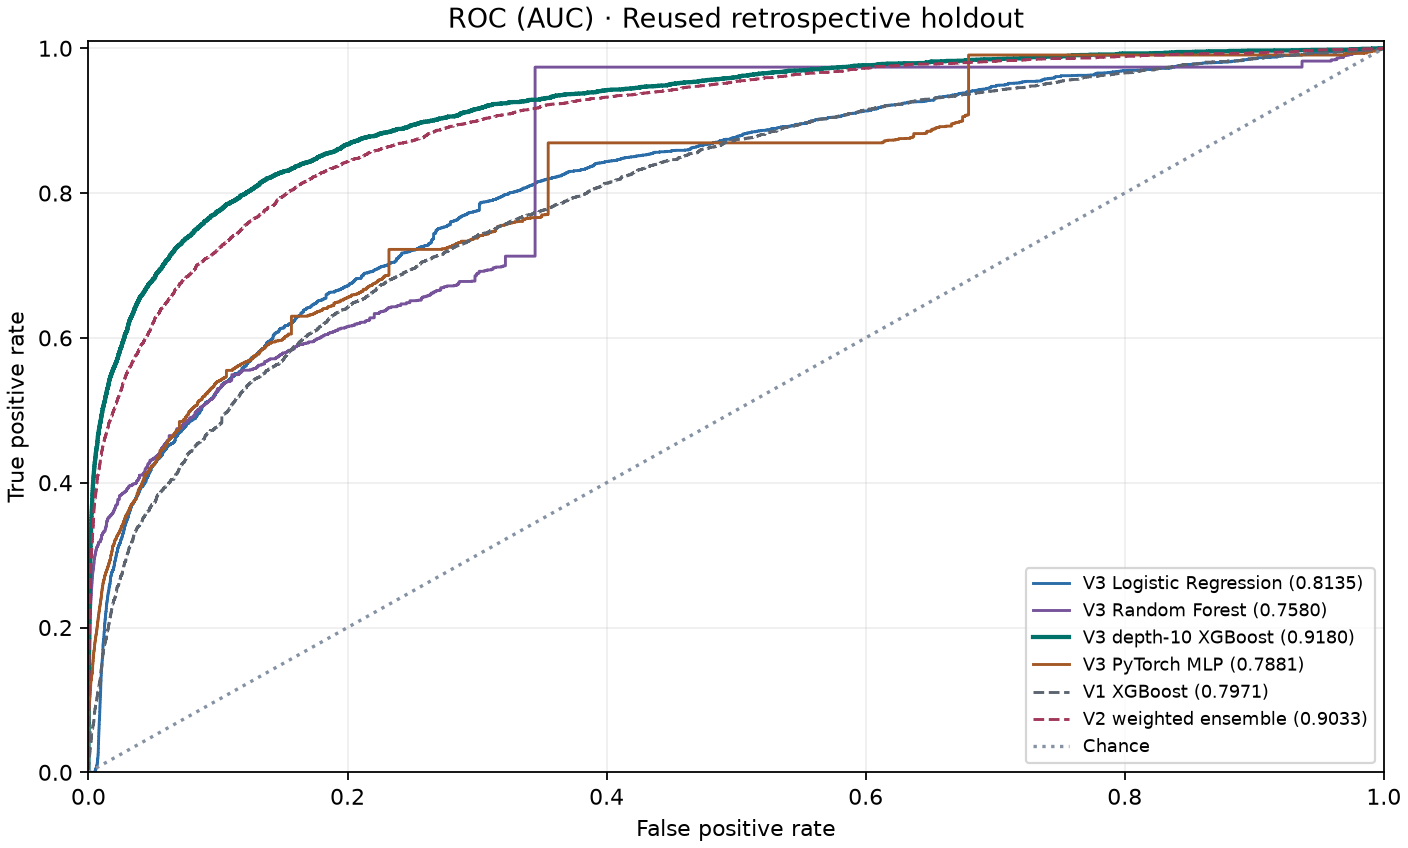 ROC (AUC) · Reused retrospective holdout
True positive rate
1.0
0.8
0.6
0.4
0.2
0.0
0.0 0.2 0.4 0.6 0.8 1.0
False positive rate
V3 Logistic Regression (0.8135)
V3 Random Forest (0.7580)
V3 depth-10 XGBoost (0.9180)
V3 PyTorch MLP (0.7881)
V1 XGBoost (0.7971)
V2 weighted ensemble (0.9033)
Chance